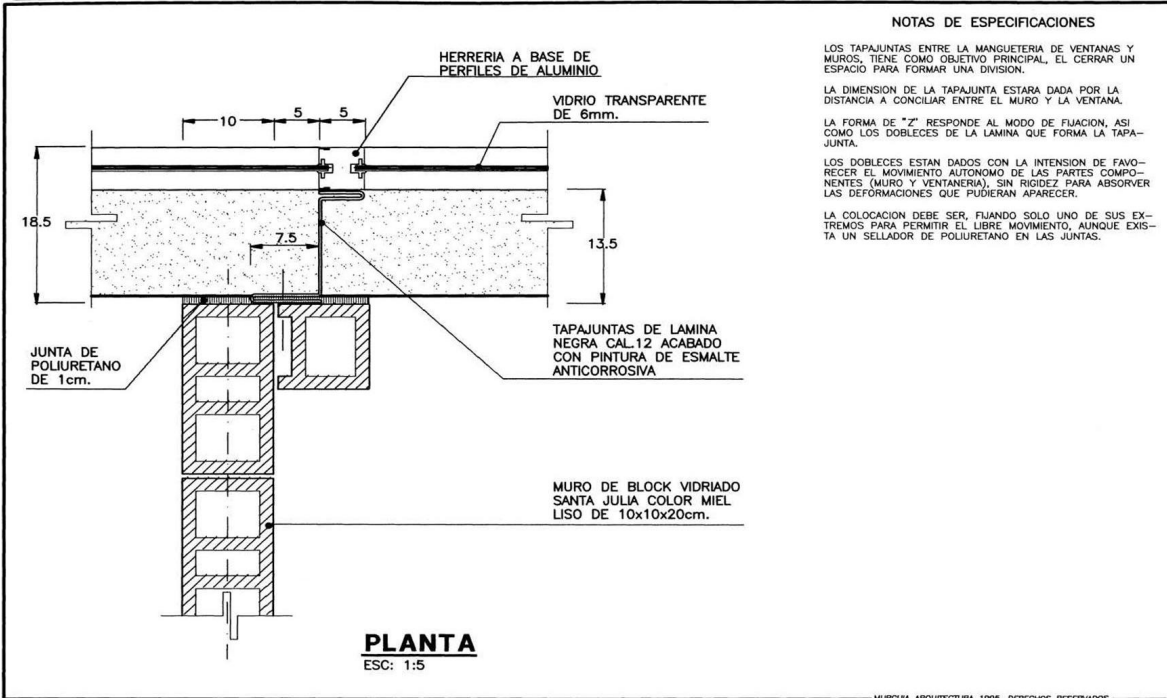 HERRERIA A BASE DE
PERFILES DE ALUMINIO
VIDRIO TRANSPARENTE
DE 6mm.
10
5
5
18.5
7.5
13.5
JUNTA DE
POLIURETANO
DE 1cm.
TAPAJUNTAS DE LAMINA
NEGRA CAL.12 ACABADO
CON PINTURA DE ESMALTE
ANTICORROSIVA
MURO DE BLOCK VIDRIADO
SANTA JULIA COLOR MIEL
LISO DE 10x10x20cm.
PLANTA
ESC: 1:5
NOTAS DE ESPECIFICACIONES
LOS TAPAJUNTAS ENTRE LA MANGUETERIA DE VENTANAS Y
MUROS, TIENE COMO OBJETIVO PRINCIPAL, EL CERRAR UN
ESPACIO PARA FORMAR UNA DIVISION.
LA DIMENSION DE LA TAPAJUNTA ESTARA DADA POR LA
DISTANCIA A CONCILIAR ENTRE EL MURO Y LA VENTANA.
LA FORMA DE "Z" RESPONDE AL MODO DE FIJACION, ASI
COMO LOS DOBLECES DE LA LAMINA QUE FORMA LA TAPA-
JUNTA.
LOS DOBLECES ESTAN DADOS CON LA INTENSION DE FAVO-
RECER EL MOVIMIENTO AUTONOMO DE LAS PARTES COMPO-
NENTES (MURO Y VENTANERIA), SIN RIGIDEZ PARA ABSORVER
LAS DEFORMACIONES QUE PUDIERAN APARECER.
LA COLOCACION DEBE SER, FIJANDO SOLO UNO DE SUS EX-
TREMOS PARA PERMITIR EL LIBRE MOVIMIENTO, AUNQUE EXIS-
TA UN SELLADOR DE POLIURETANO EN LAS JUNTAS.
ARQUITECTURA 1995 DERECHOS RESERVADOS